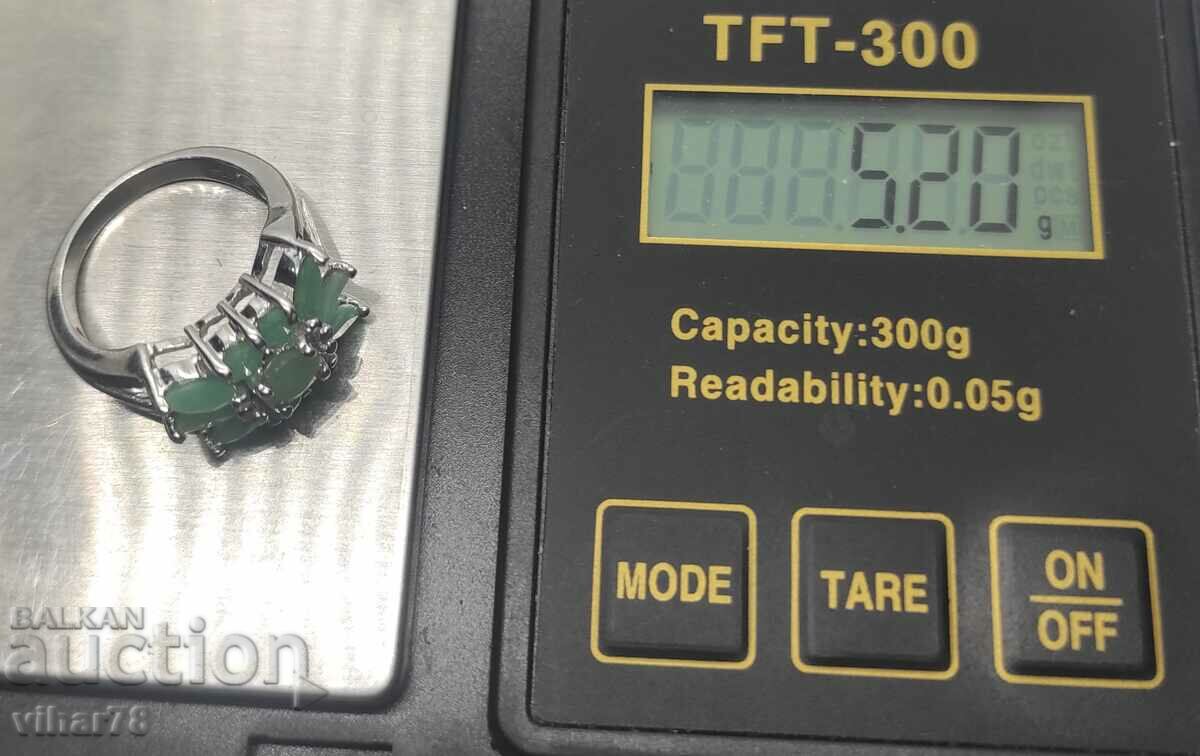 TFT-300
5.20 g
Capacity:300g
Readability:0.05g
MODE
TARE
ON
OFF
BALKAN
auction
vihar78